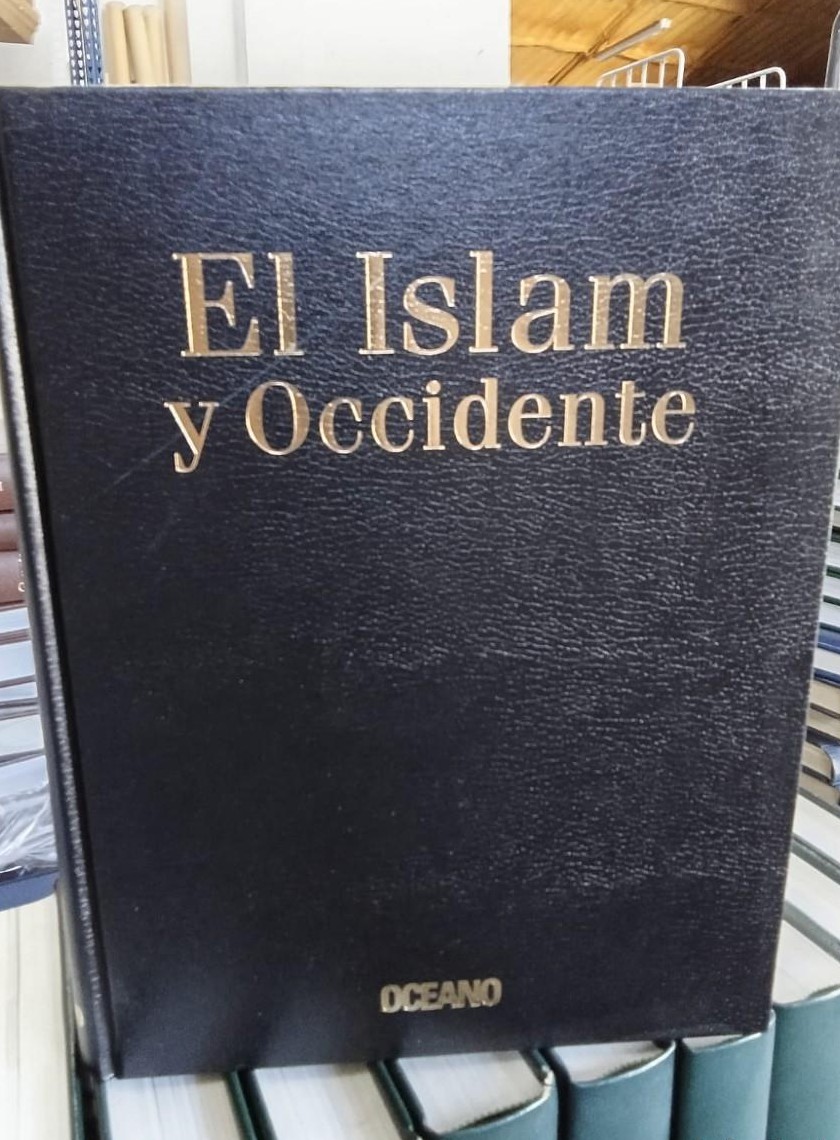 El Islam
y Occidente
OCEANO